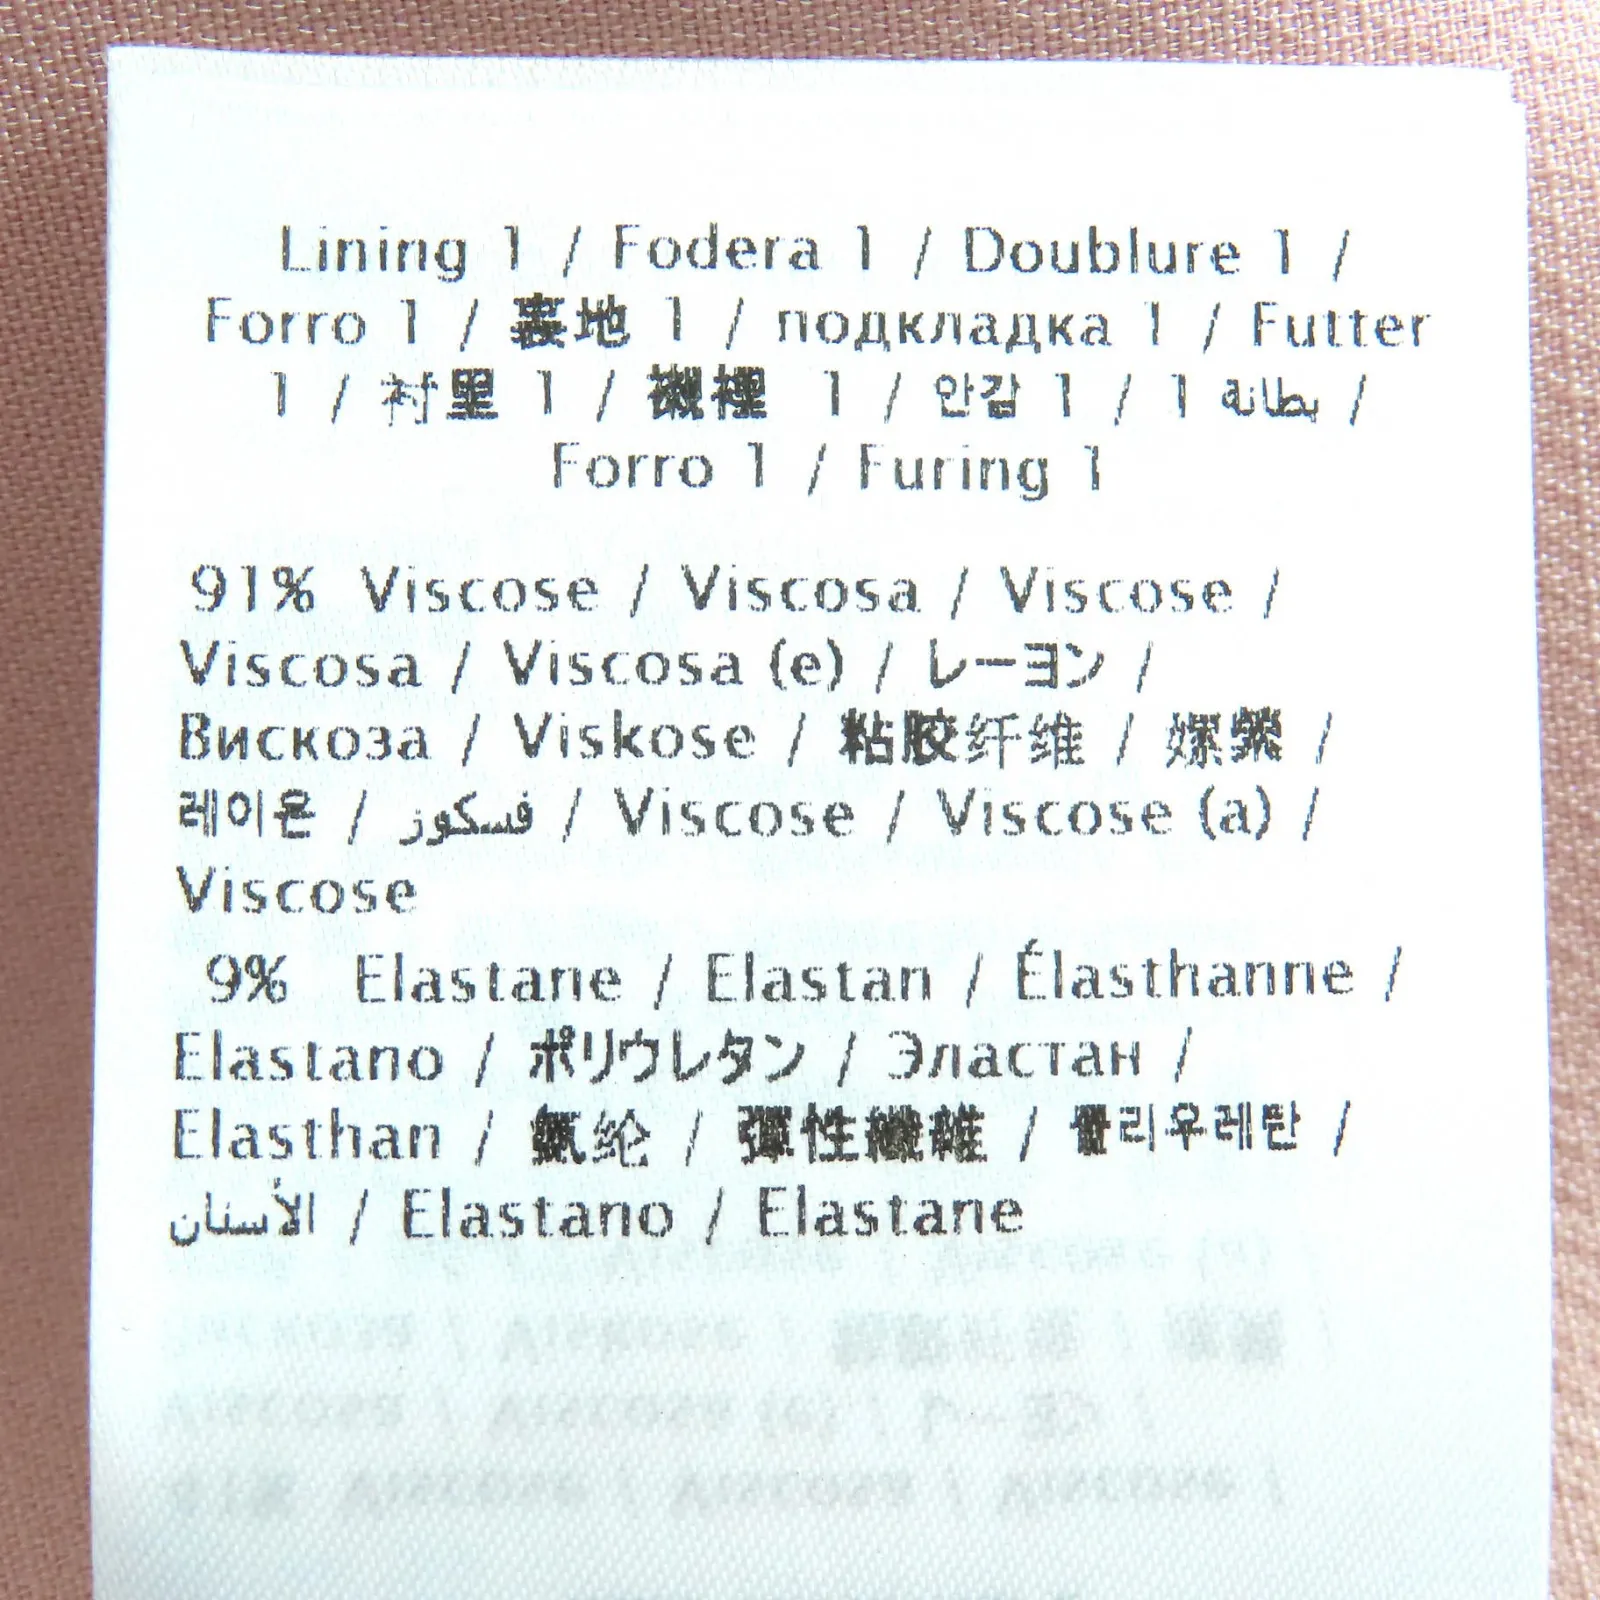 Lining 1 / Fodera 1 / Doublure 1 /
Forro 1 / 裏地 1 / подкладка 1 / Futter
1 / 衬里 1 / 襯裡 1 / 안감 1 / 1 بطانة /
Forro 1 / Furing 1
91% Viscose / Viscosa / Viscose /
Viscosa / Viscosa (e) / レーヨン /
Вискоза / Viskose / 粘胶纤维 / 嫘縈 /
레이온 / فسكوز / Viscose / Viscose (a) /
Viscose
9% Elastane / Elastan / Élasthanne /
Elastano / ポリウレタン / Эластан /
Elasthan / 氨纶 / 彈性纖維 / 폴리우레탄 /
الأستان / Elastano / Elastane